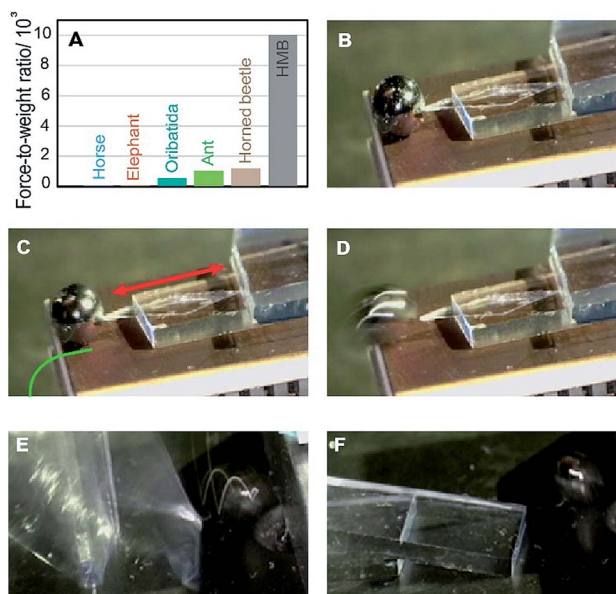 A
Force-to-weight ratio/ 10³
10
8
6
4
2
0
Horse
Elephant
Oribatida
Ant
Horned beetle
HMB
B
C
D
E
F